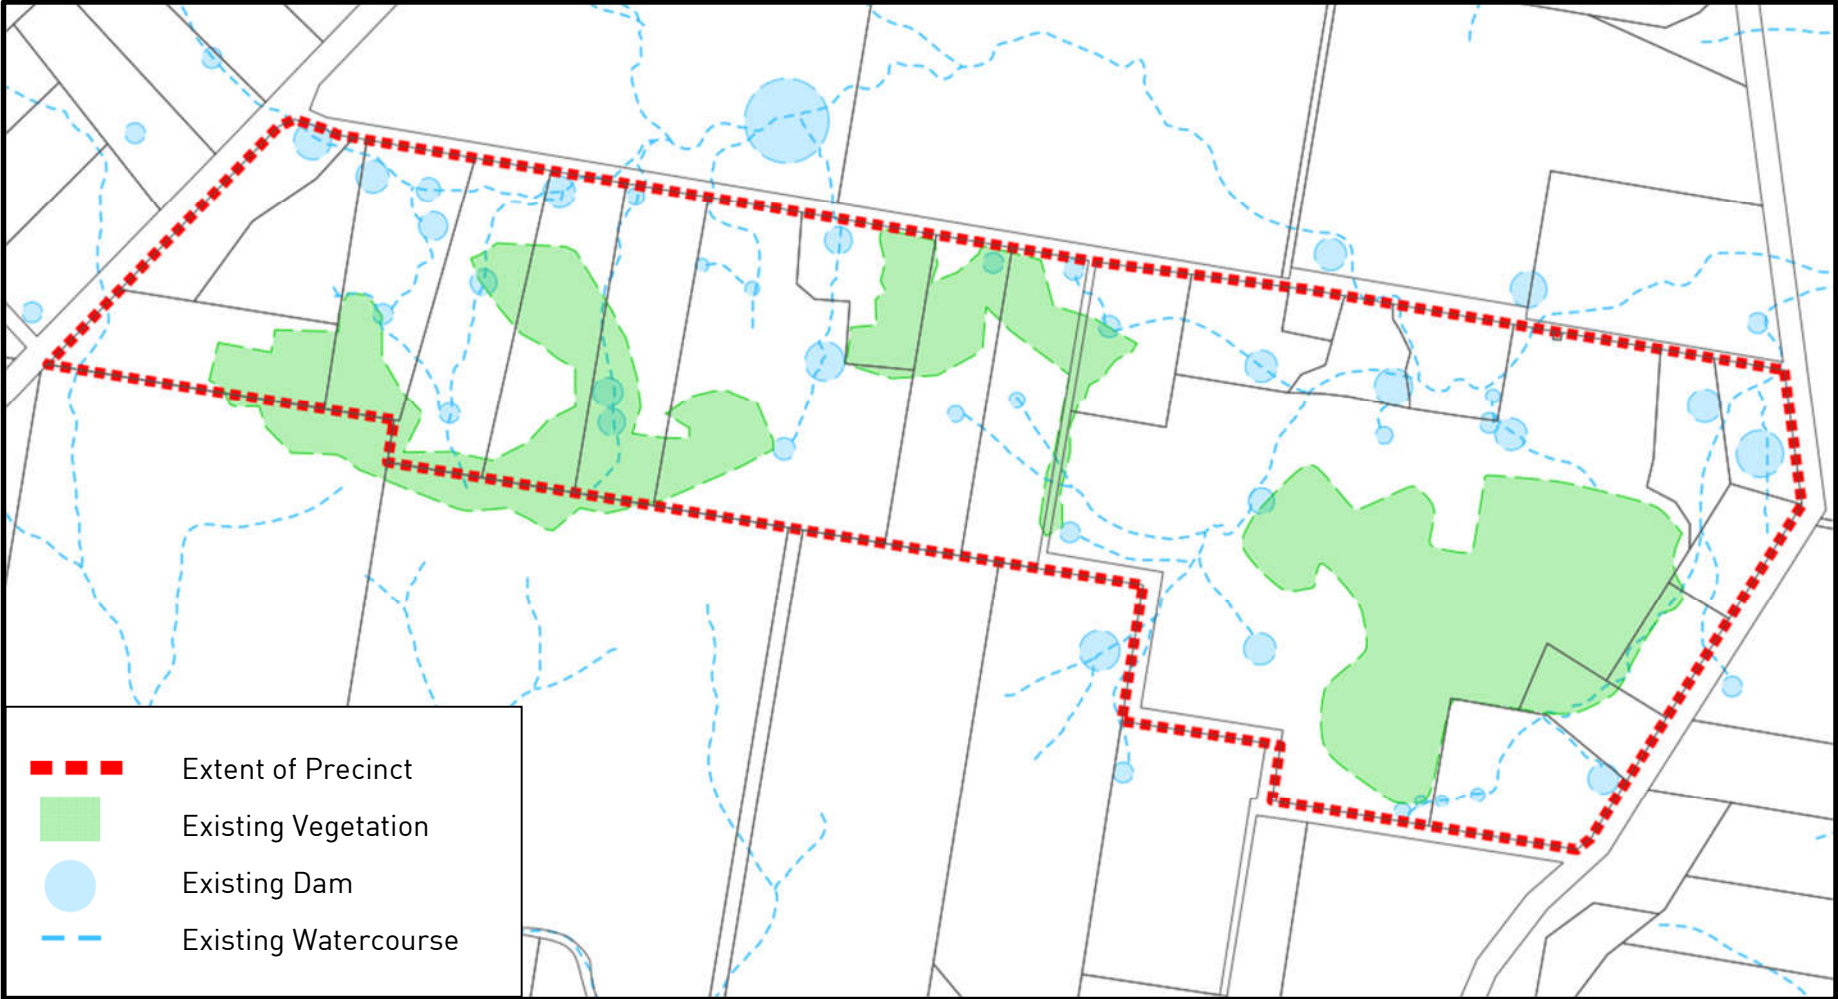 Extent of Precinct
Existing Vegetation
Existing Dam
Existing Watercourse